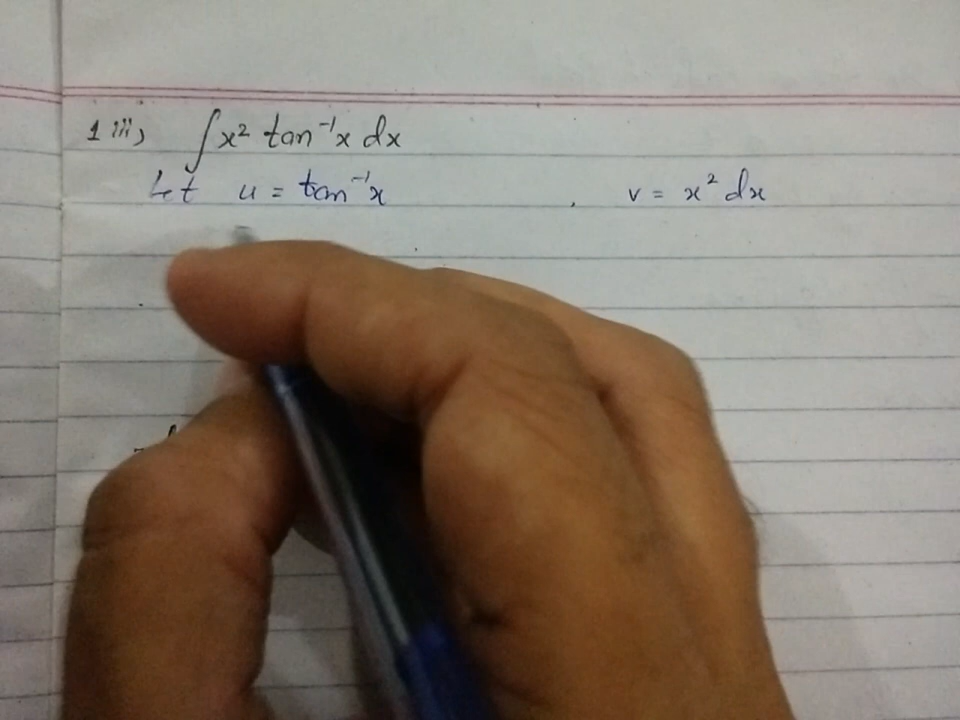 1 iii) ∫x² tan⁻¹x dx
Let u = tan⁻¹x , v = x² dx